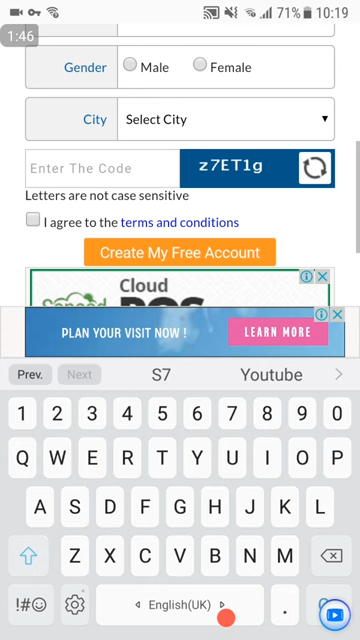 71% 10:19
1:46
Gender Male Female
City Select City
Enter The Code z7ET1g
Letters are not case sensitive
I agree to the terms and conditions
Create My Free Account
Cloud
POS
PLAN YOUR VISIT NOW ! LEARN MORE
Prev. Next S7 Youtube
1 2 3 4 5 6 7 8 9 0
Q W E R T Y U I O P
A S D F G H J K L
Z X C V B N M
!#☺ English(UK) .